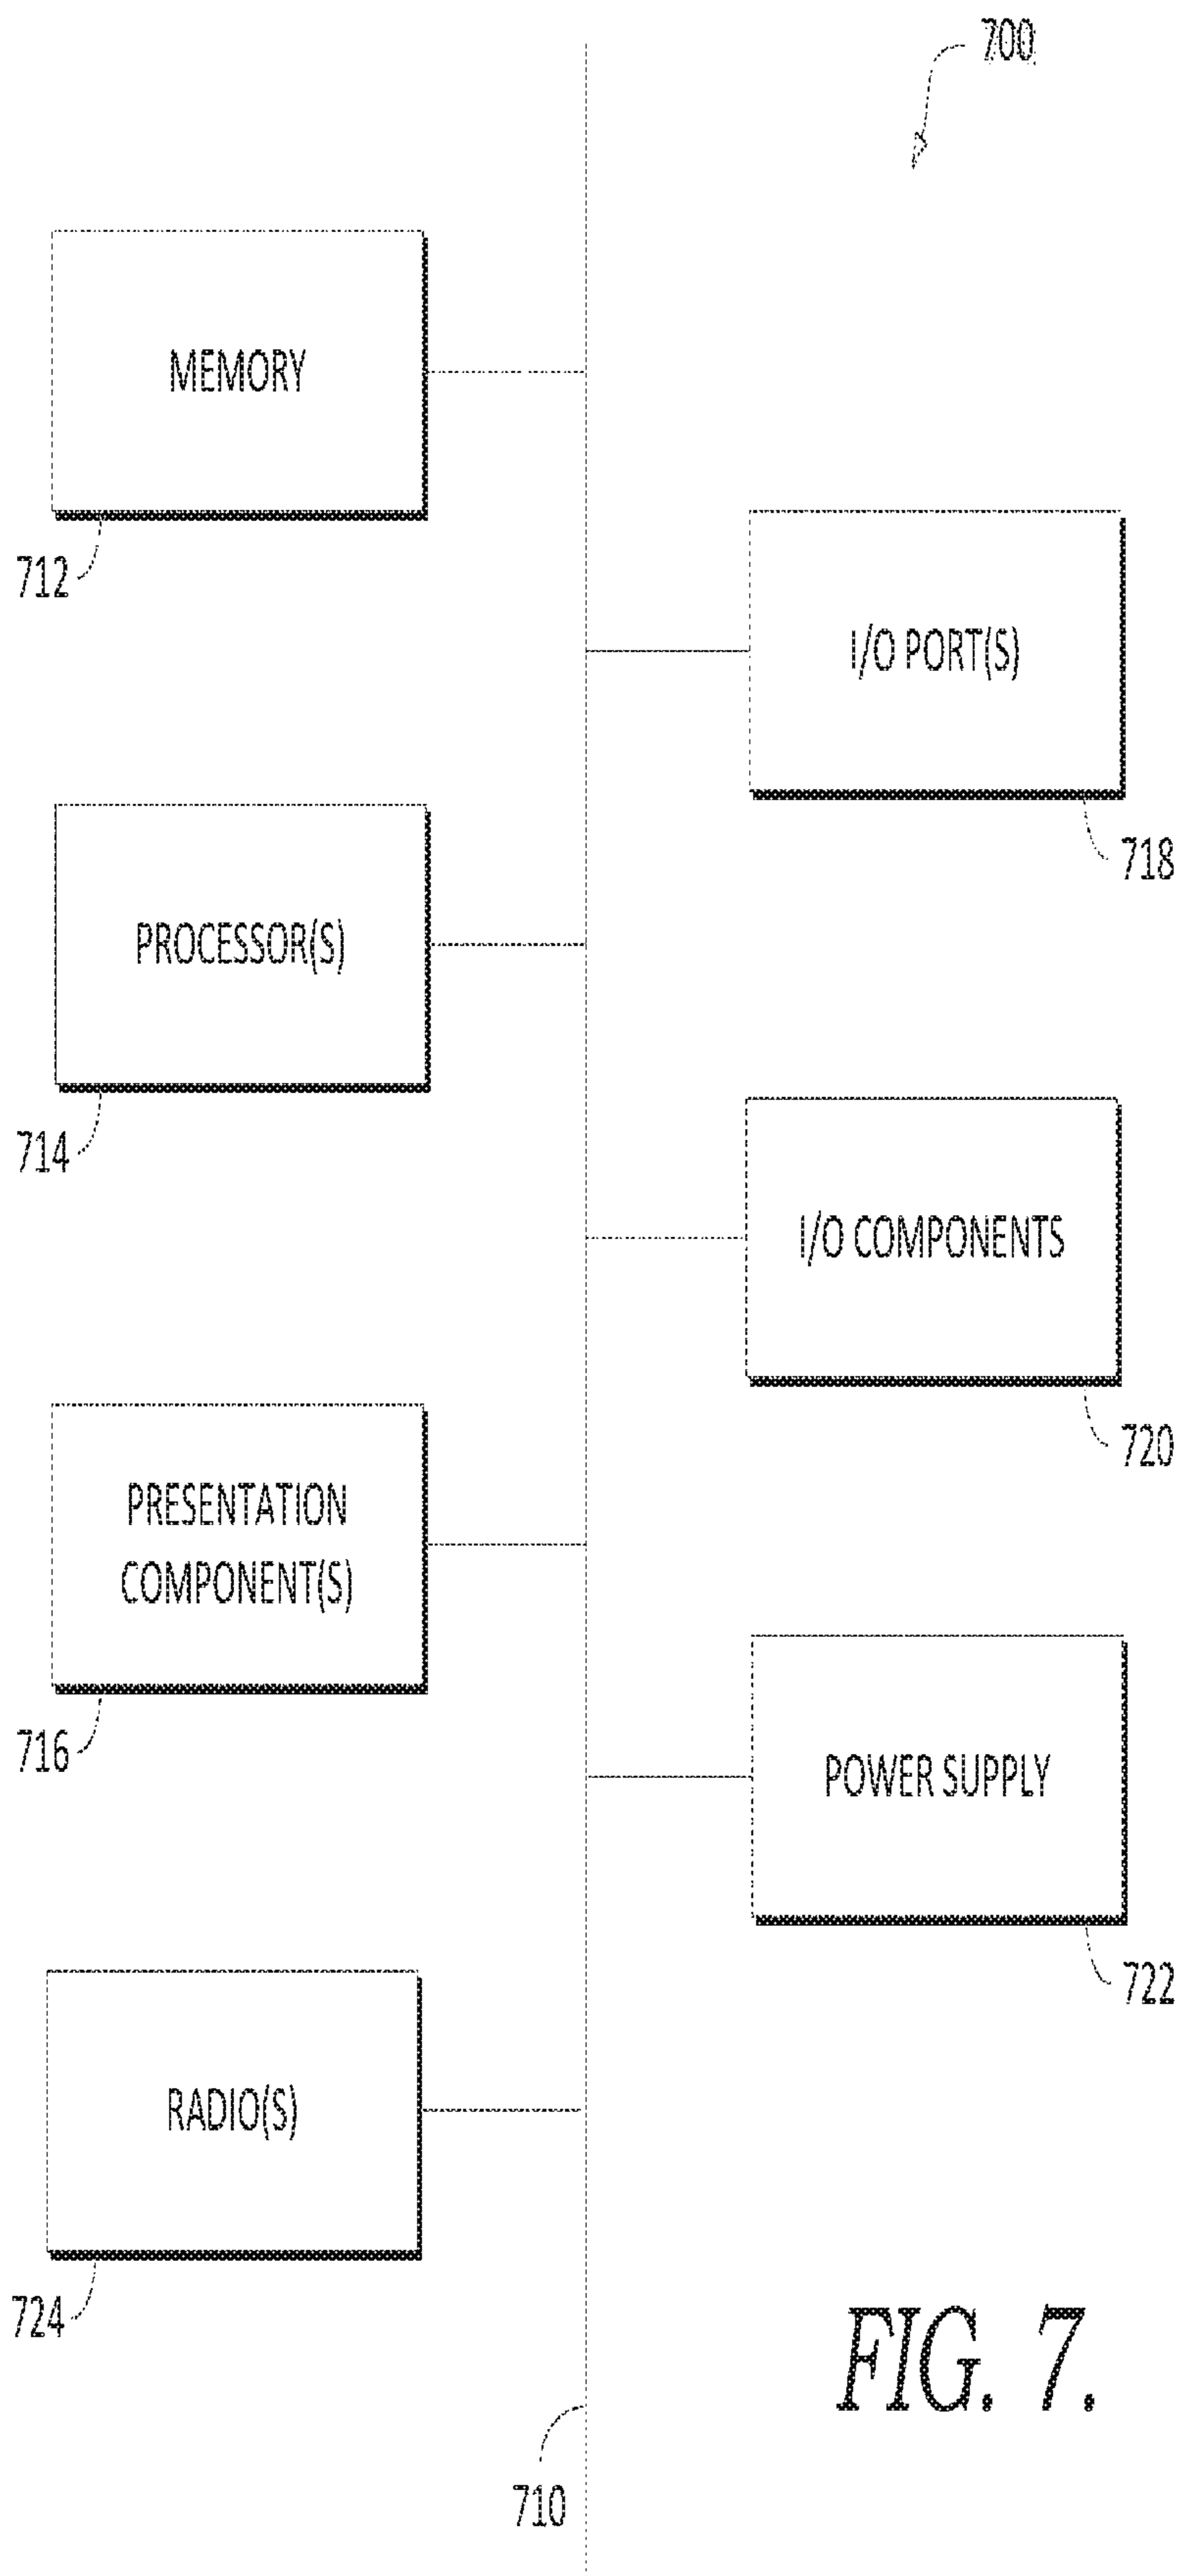 700
MEMORY
712
I/O PORT(S)
718
PROCESSOR(S)
714
I/O COMPONENTS
720
PRESENTATION
COMPONENT(S)
716
POWER SUPPLY
722
RADIO(S)
724
FIG. 7.
710